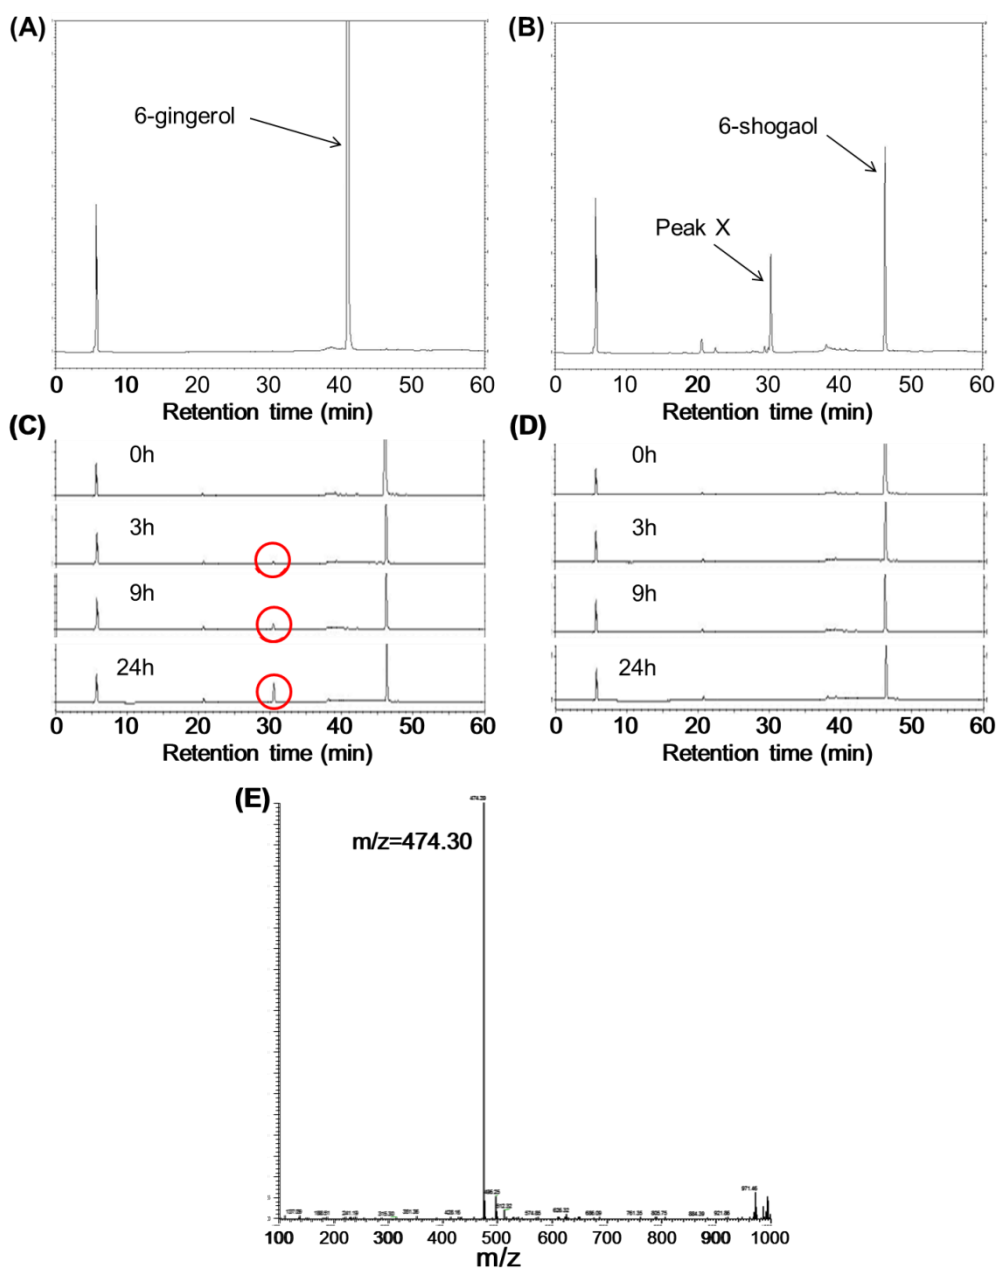 (A)
6-gingerol
0 10 20 30 40 50 60
Retention time (min)
(B)
6-shogaol
Peak X
0 10 20 30 40 50 60
Retention time (min)
(C)
0h
3h
9h
24h
0 10 20 30 40 50 60
Retention time (min)
(D)
0h
3h
9h
24h
0 10 20 30 40 50 60
Retention time (min)
(E)
m/z=474.30
100 200 300 400 500 600 700 800 900 1000
m/z